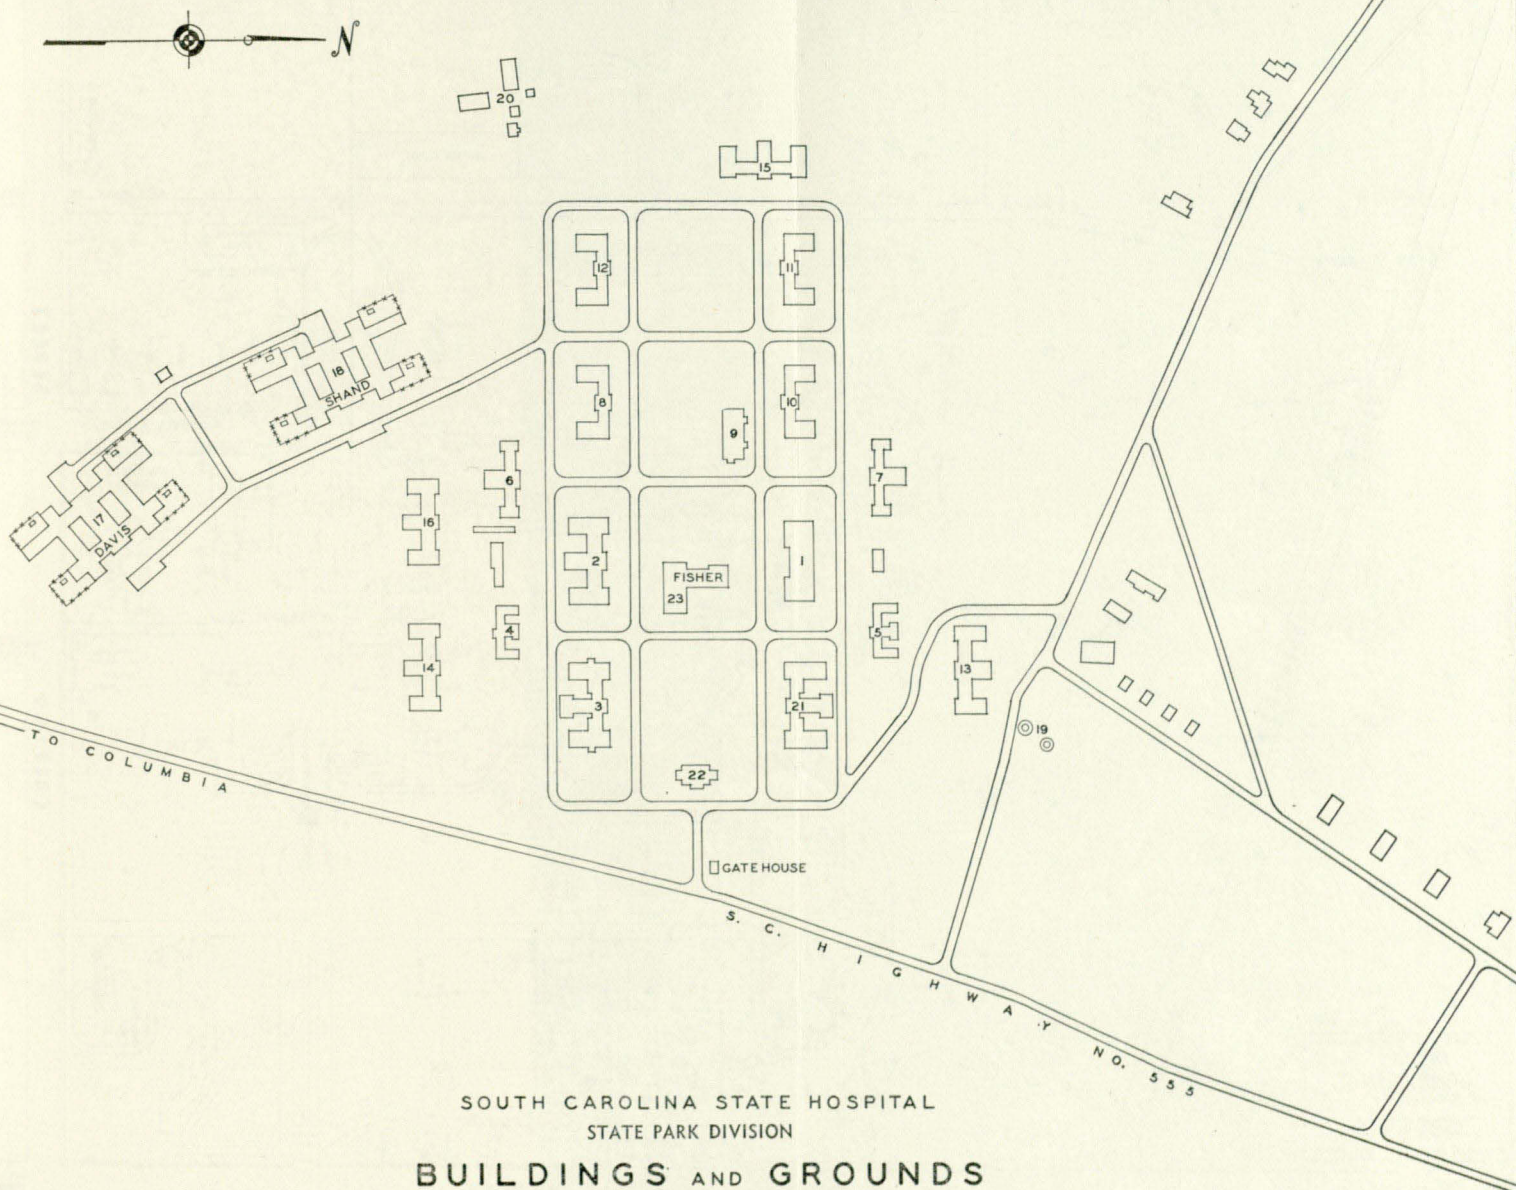 N
20
15
12
11
18
SHAND
8
10
9
6
7
16
17
DAVIS
2
1
FISHER
23
4
5
14
13
3
21
19
TO COLUMBIA
22
GATE HOUSE
S. C. HIGHWAY NO. 555
SOUTH CAROLINA STATE HOSPITAL
STATE PARK DIVISION
BUILDINGS AND GROUNDS